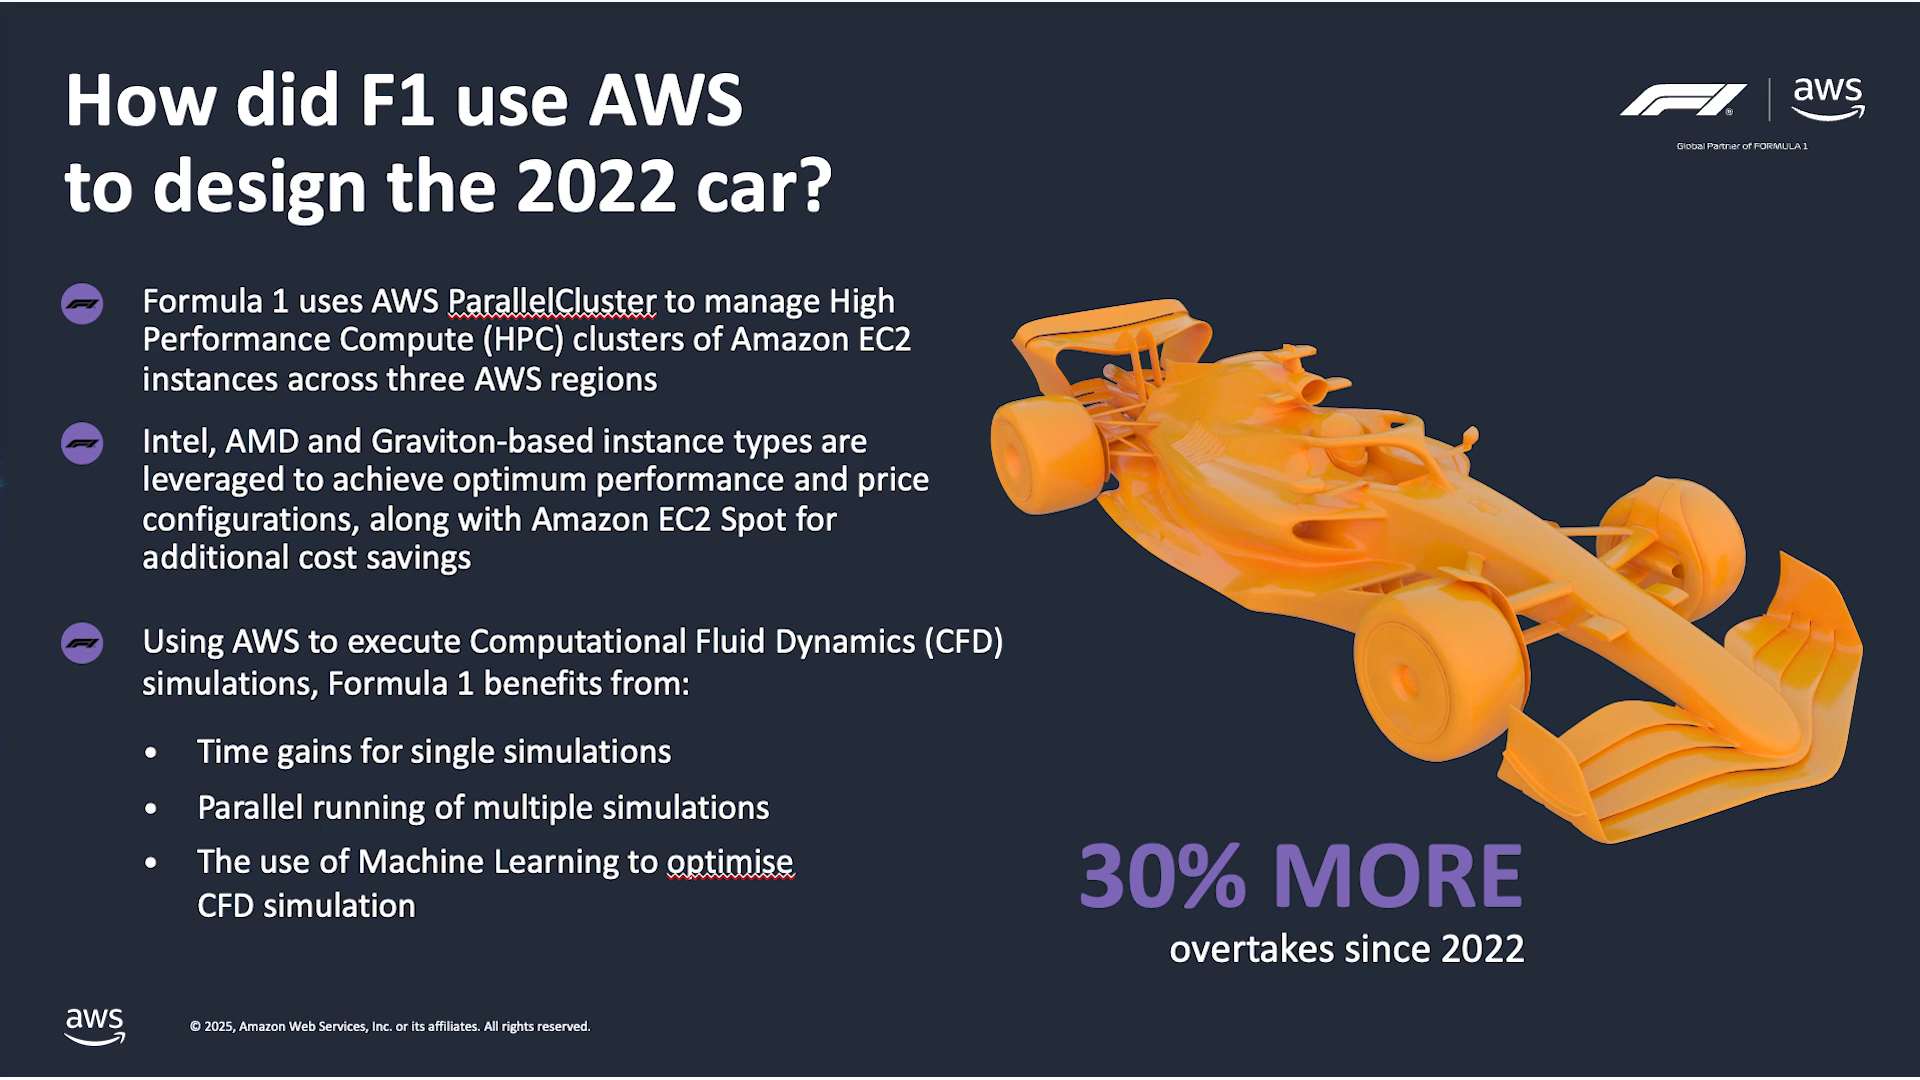 How did F1 use AWS
to design the 2022 car?
F1® | aws
Global Partner of FORMULA 1
Formula 1 uses AWS ParallelCluster to manage High
Performance Compute (HPC) clusters of Amazon EC2
instances across three AWS regions
Intel, AMD and Graviton-based instance types are
leveraged to achieve optimum performance and price
configurations, along with Amazon EC2 Spot for
additional cost savings
Using AWS to execute Computational Fluid Dynamics (CFD)
simulations, Formula 1 benefits from:
• Time gains for single simulations
• Parallel running of multiple simulations
• The use of Machine Learning to optimise
CFD simulation
30% MORE
overtakes since 2022
aws
© 2025, Amazon Web Services, Inc. or its affiliates. All rights reserved.